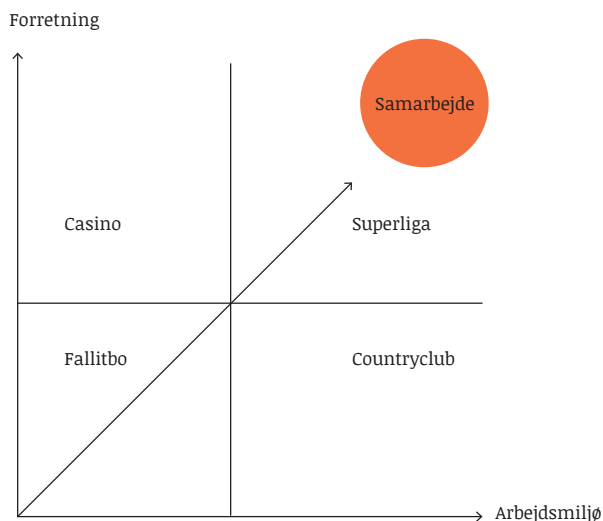 Forretning
Samarbejde
Casino
Superliga
Fallitbo
Countryclub
Arbejdsmiljø